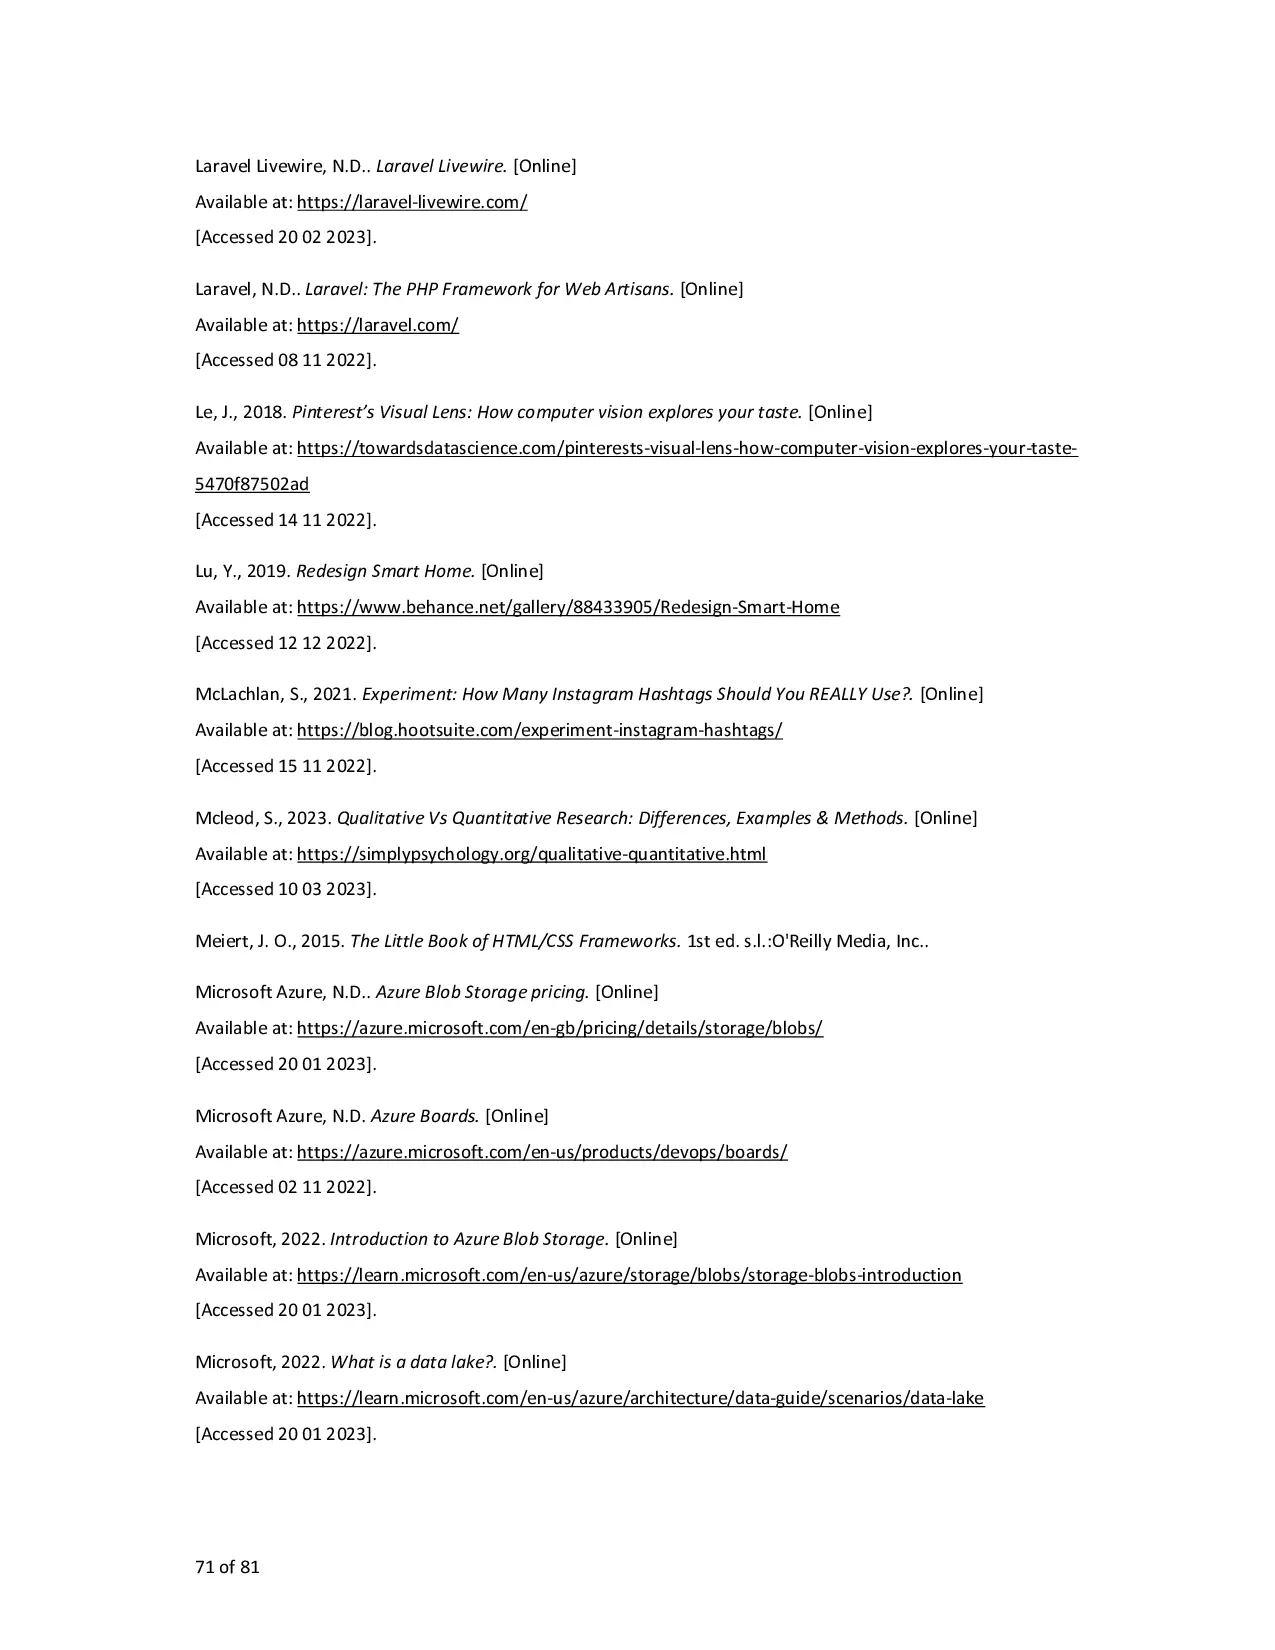 Laravel Livewire, N.D.. Laravel Livewire. [Online]
Available at: https://laravel-livewire.com/
[Accessed 20 02 2023].
Laravel, N.D.. Laravel: The PHP Framework for Web Artisans. [Online]
Available at: https://laravel.com/
[Accessed 08 11 2022].
Le, J., 2018. Pinterest’s Visual Lens: How computer vision explores your taste. [Online]
Available at: https://towardsdatascience.com/pinterests-visual-lens-how-computer-vision-explores-your-taste-
5470f87502ad
[Accessed 14 11 2022].
Lu, Y., 2019. Redesign Smart Home. [Online]
Available at: https://www.behance.net/gallery/88433905/Redesign-Smart-Home
[Accessed 12 12 2022].
McLachlan, S., 2021. Experiment: How Many Instagram Hashtags Should You REALLY Use?. [Online]
Available at: https://blog.hootsuite.com/experiment-instagram-hashtags/
[Accessed 15 11 2022].
Mcleod, S., 2023. Qualitative Vs Quantitative Research: Differences, Examples & Methods. [Online]
Available at: https://simplypsychology.org/qualitative-quantitative.html
[Accessed 10 03 2023].
Meiert, J. O., 2015. The Little Book of HTML/CSS Frameworks. 1st ed. s.l.:O'Reilly Media, Inc..
Microsoft Azure, N.D.. Azure Blob Storage pricing. [Online]
Available at: https://azure.microsoft.com/en-gb/pricing/details/storage/blobs/
[Accessed 20 01 2023].
Microsoft Azure, N.D. Azure Boards. [Online]
Available at: https://azure.microsoft.com/en-us/products/devops/boards/
[Accessed 02 11 2022].
Microsoft, 2022. Introduction to Azure Blob Storage. [Online]
Available at: https://learn.microsoft.com/en-us/azure/storage/blobs/storage-blobs-introduction
[Accessed 20 01 2023].
Microsoft, 2022. What is a data lake?. [Online]
Available at: https://learn.microsoft.com/en-us/azure/architecture/data-guide/scenarios/data-lake
[Accessed 20 01 2023].
71 of 81